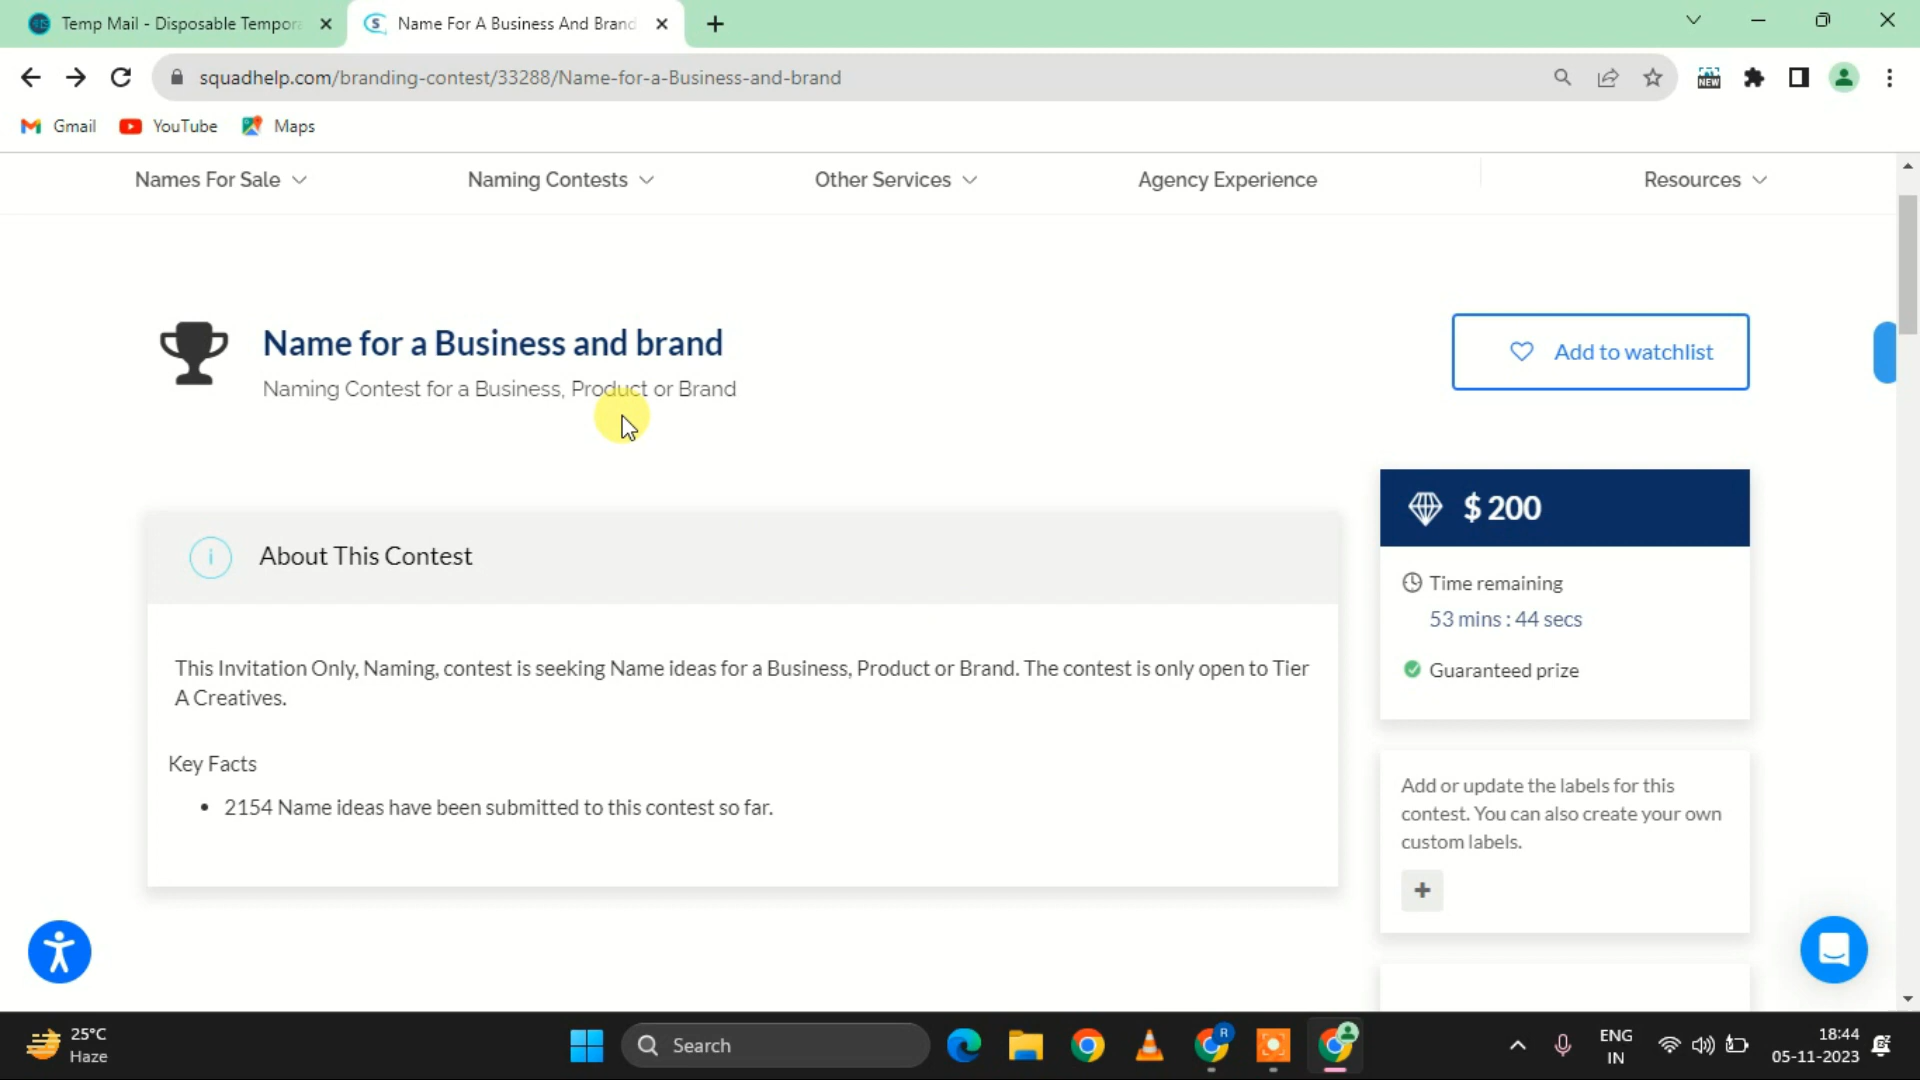 Temp Mail - Disposable Tempora
Name For A Business And Brand
squadhelp.com/branding-contest/33288/Name-for-a-Business-and-brand
NEW
Gmail
YouTube
Maps
Names For Sale
Naming Contests
Other Services
Agency Experience
Resources
Name for a Business and brand
Naming Contest for a Business, Product or Brand
Add to watchlist
$ 200
About This Contest
Time remaining
53 mins : 44 secs
Guaranteed prize
This Invitation Only, Naming, contest is seeking Name ideas for a Business, Product or Brand. The contest is only open to Tier
A Creatives.
Key Facts
• 2154 Name ideas have been submitted to this contest so far.
Add or update the labels for this
contest. You can also create your own
custom labels.
+
25°C
Haze
Search
R
ENG
IN
18:44
05-11-2023